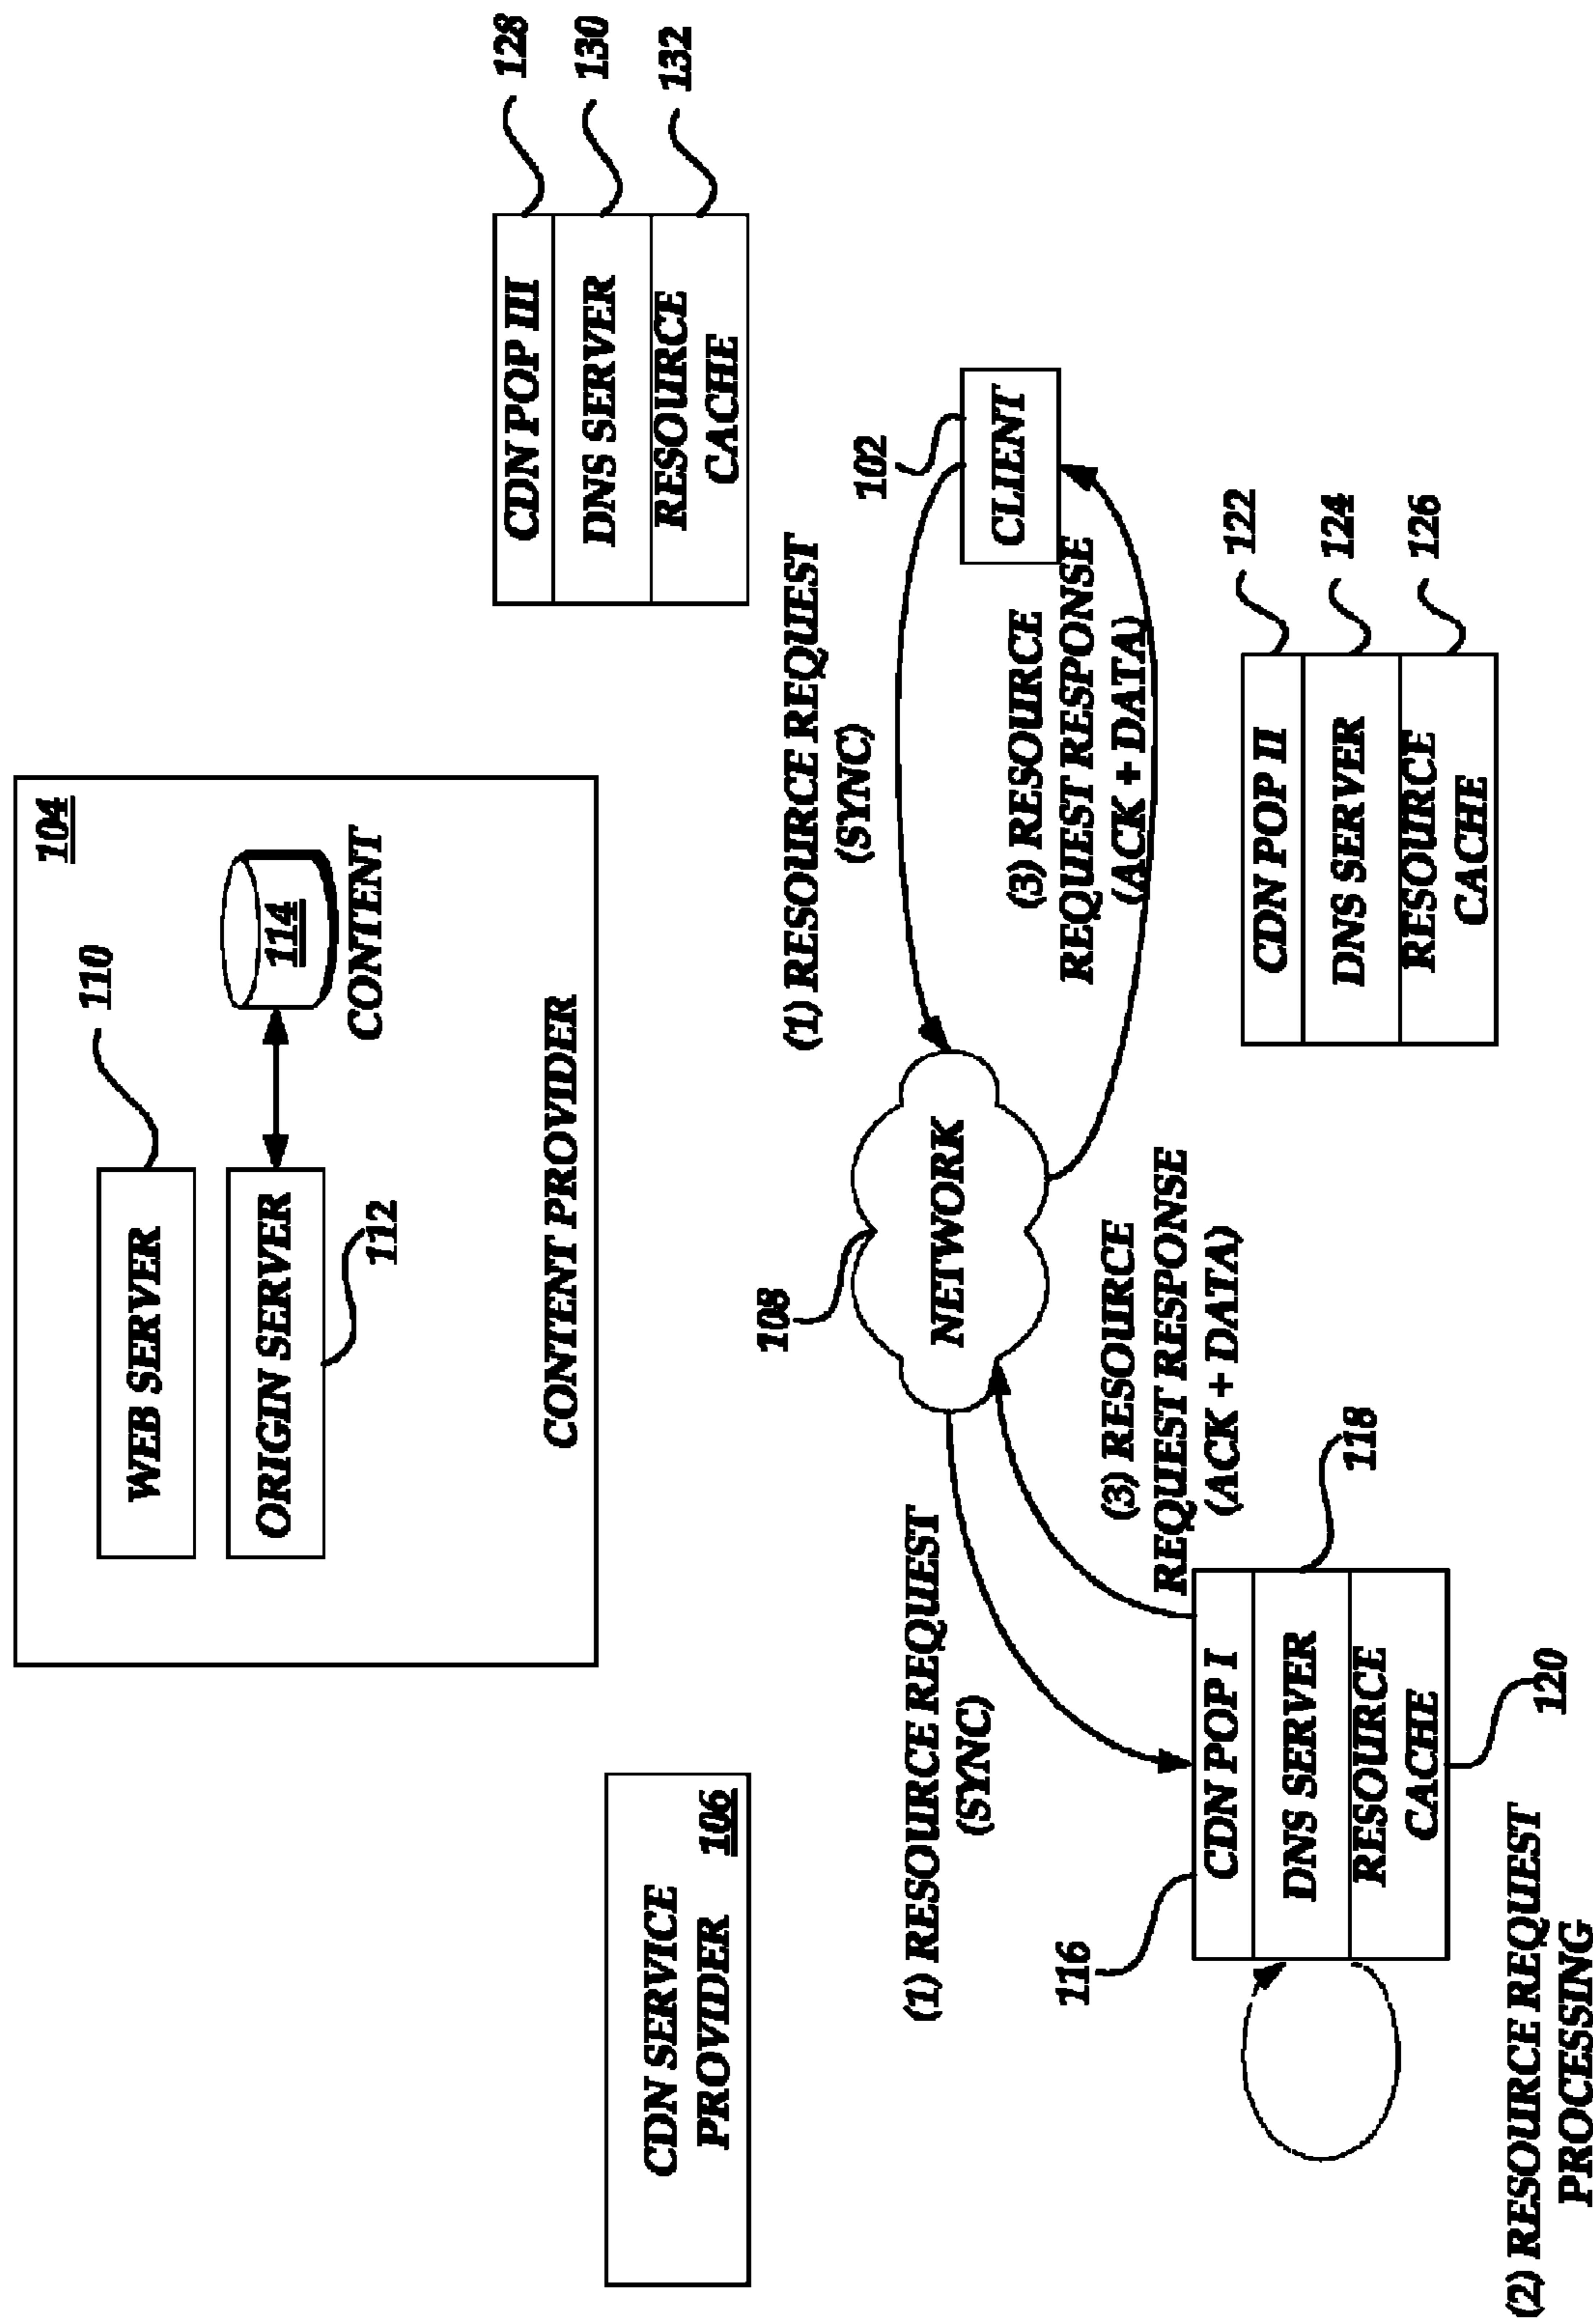 104
WEB SERVER
110
ORIGIN SERVER
112
114
CONTENT
CONTENT PROVIDER
CDN SERVICE
PROVIDER
106
CDN POP III
128
DNS SERVER
130
RESOURCE
CACHE
132
108
NETWORK
(1) RESOURCE REQUEST
(SYNC)
102
CLIENT
(3) RESOURCE
REQUEST RESPONSE
(ACK + DATA)
(1) RESOURCE REQUEST
(SYNC)
(3) RESOURCE
REQUEST RESPONSE
(ACK + DATA)
116
CDN POP I
DNS SERVER
118
RESOURCE
CACHE
120
(2) RESOURCE REQUEST
PROCESSING
CDN POP II
122
DNS SERVER
124
RESOURCE
CACHE
126